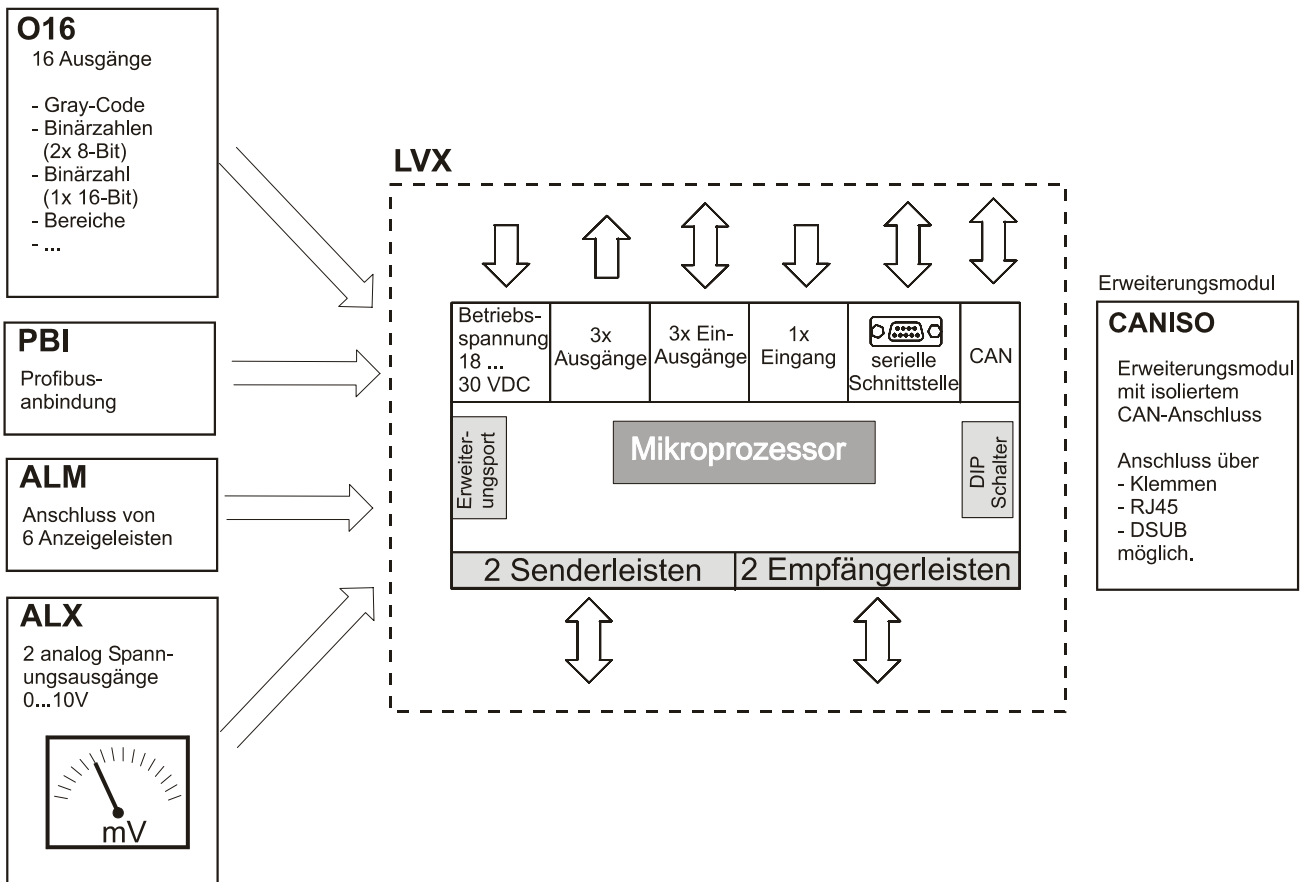 O16
16 Ausgänge
- Gray-Code
- Binärzahlen
(2x 8-Bit)
- Binärzahl
(1x 16-Bit)
- Bereiche
- ...
PBI
Profibus-
anbindung
ALM
Anschluss von
6 Anzeigeleisten
ALX
2 analog Spann-
ungsausgänge
0...10V
mV
LVX
Betriebs-
spannung
18 ...
30 VDC
3x
Ausgänge
3x Ein-
Ausgänge
1x
Eingang
serielle
Schnittstelle
CAN
Erweiter-
ungsport
Mikroprozessor
DIP
Schalter
2 Senderleisten
2 Empfängerleisten
Erweiterungsmodul
CANISO
Erweiterungsmodul
mit isoliertem
CAN-Anschluss
Anschluss über
- Klemmen
- RJ45
- DSUB
möglich.